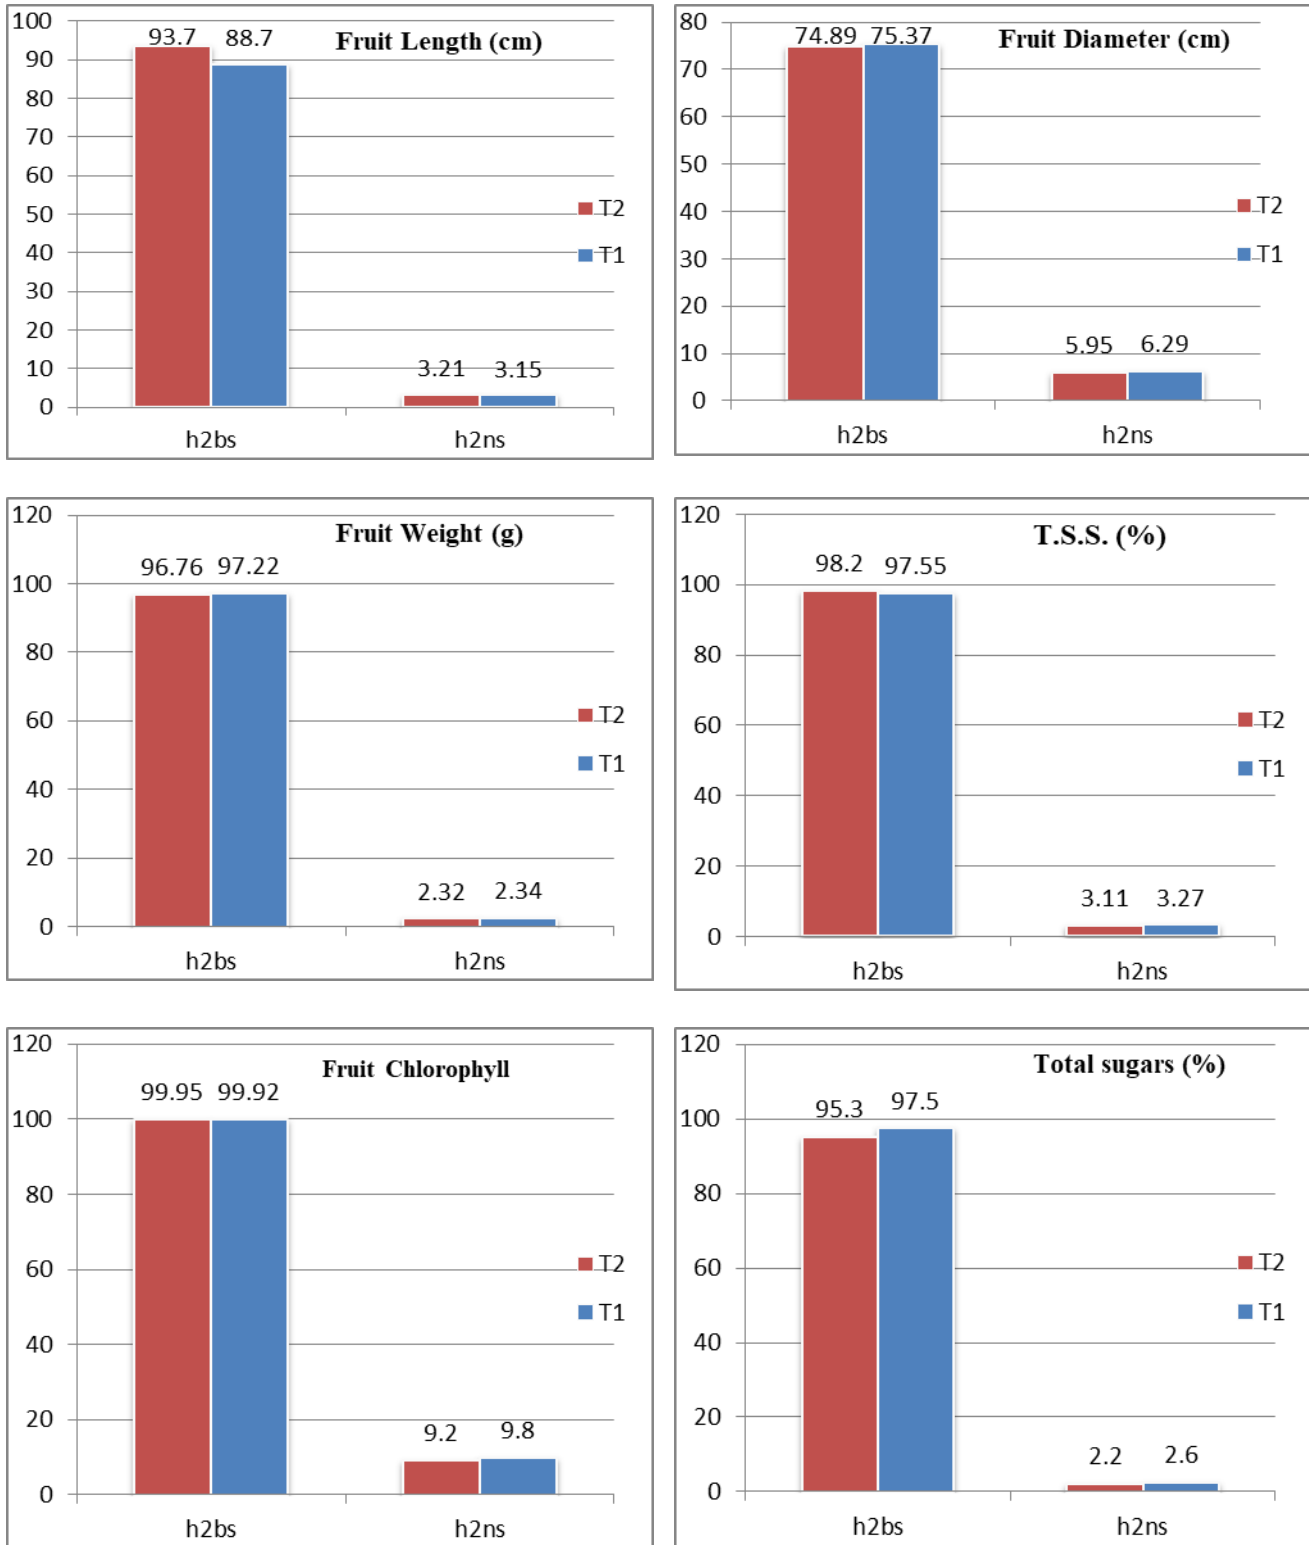 Fruit Length (cm)
100
90
80
70
60
50
40
30
20
10
0
93.7 88.7
3.21 3.15
h2bs h2ns
T2
T1
Fruit Diameter (cm)
80
70
60
50
40
30
20
10
0
74.89 75.37
5.95 6.29
h2bs h2ns
T2
T1
Fruit Weight (g)
120
100
80
60
40
20
0
96.76 97.22
2.32 2.34
h2bs h2ns
T2
T1
T.S.S. (%)
120
100
80
60
40
20
0
98.2 97.55
3.11 3.27
h2bs h2ns
T2
T1
Fruit Chlorophyll
120
100
80
60
40
20
0
99.95 99.92
9.2 9.8
h2bs h2ns
T2
T1
Total sugars (%)
120
100
80
60
40
20
0
95.3 97.5
2.2 2.6
h2bs h2ns
T2
T1